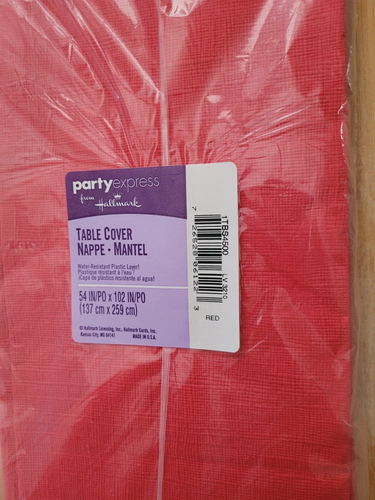 partyexpress
from Hallmark
TABLE COVER
NAPPE • MANTEL
Water-Resistant Plastic Layer!
Plastique résistant à l'eau !
¡Capa de plástico resistente al agua!
54 IN/PO x 102 IN/PO
(137 cm x 259 cm)
© Hallmark Licensing, Inc., Hallmark Cards, Inc.
Kansas City, MO 64141
MADE IN U.S.A.
1TBS4500
RED